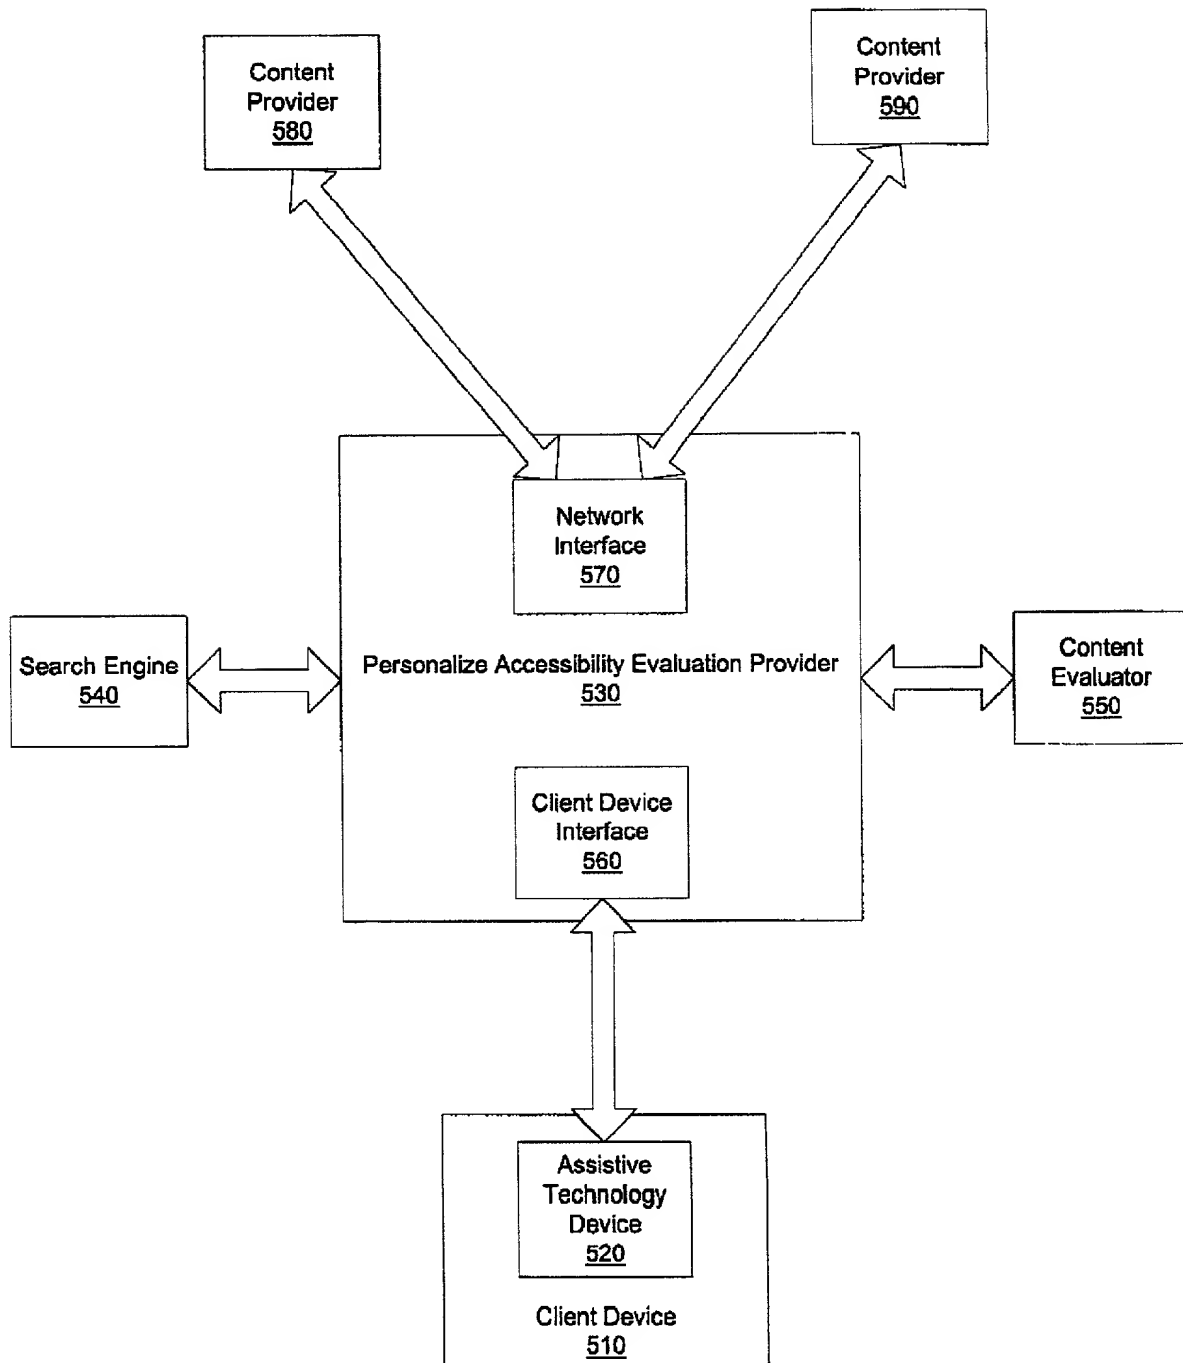 Content
Provider
580
Content
Provider
590
Network
Interface
570
Search Engine
540
Personalize Accessibility Evaluation Provider
530
Content
Evaluator
550
Client Device
Interface
560
Assistive
Technology
Device
520
Client Device
510